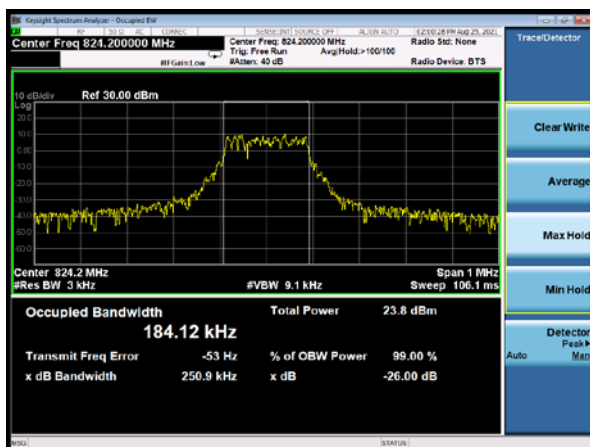 Keysight Spectrum Analyzer - Occupied BW
RF 50 Ω AC CORREC SENSE:INT SOURCE OFF ALIGN AUTO 02:00:28 PM Aug 25, 2021
Center Freq 824.200000 MHz
Center Freq: 824.200000 MHz
Radio Std: None
Trig: Free Run Avg|Hold:>100/100
#IFGain:Low #Atten: 40 dB Radio Device: BTS
Trace/Detector
10 dB/div Ref 30.00 dBm
Log
20.0
10.0
0.00
-10.0
-20.0
-30.0
-40.0
-50.0
-60.0
Center 824.2 MHz Span 1 MHz
#Res BW 3 kHz #VBW 9.1 kHz Sweep 106.1 ms
Occupied Bandwidth Total Power 23.8 dBm
184.12 kHz
Transmit Freq Error -53 Hz % of OBW Power 99.00 %
x dB Bandwidth 250.9 kHz x dB -26.00 dB
Clear Write
Average
Max Hold
Min Hold
Detector
Peak▶
Auto Man
MSG STATUS